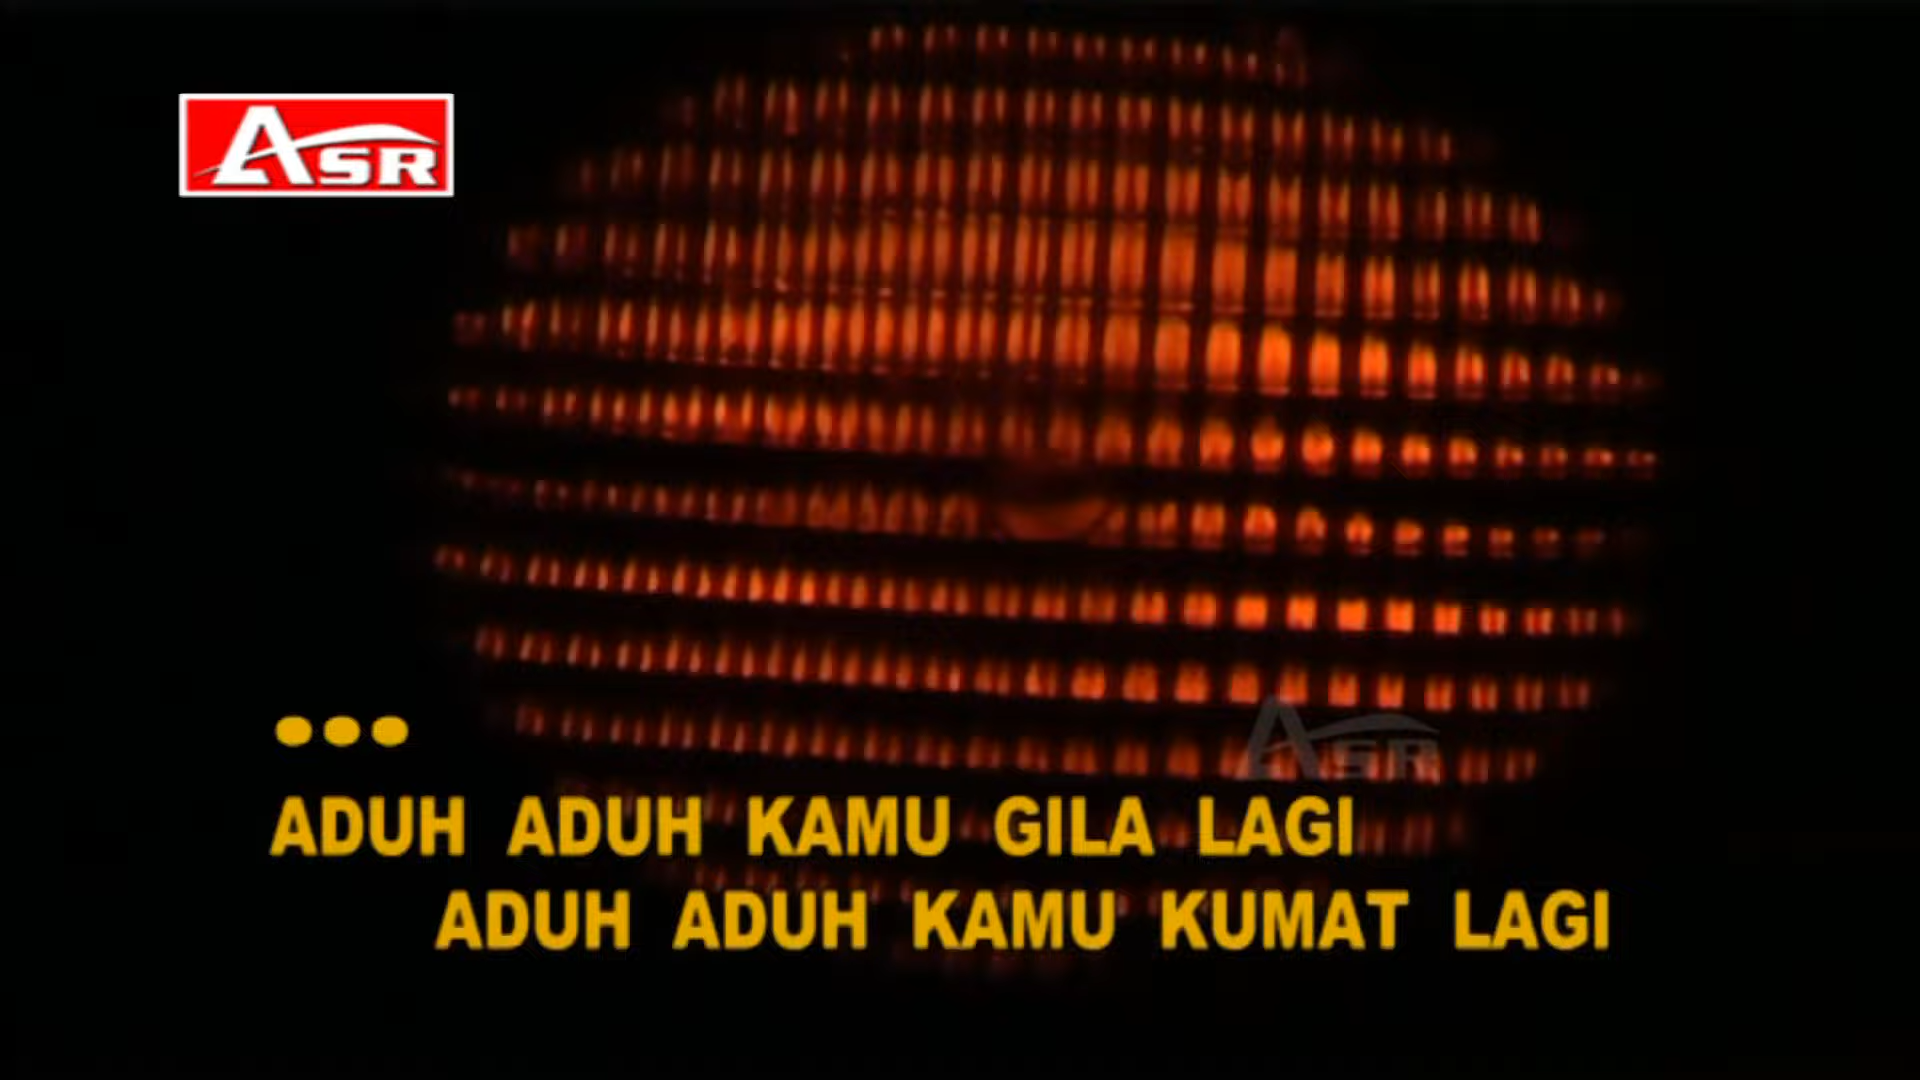 ASR
•••
ADUH ADUH KAMU GILA LAGI
ADUH ADUH KAMU KUMAT LAGI
ASR